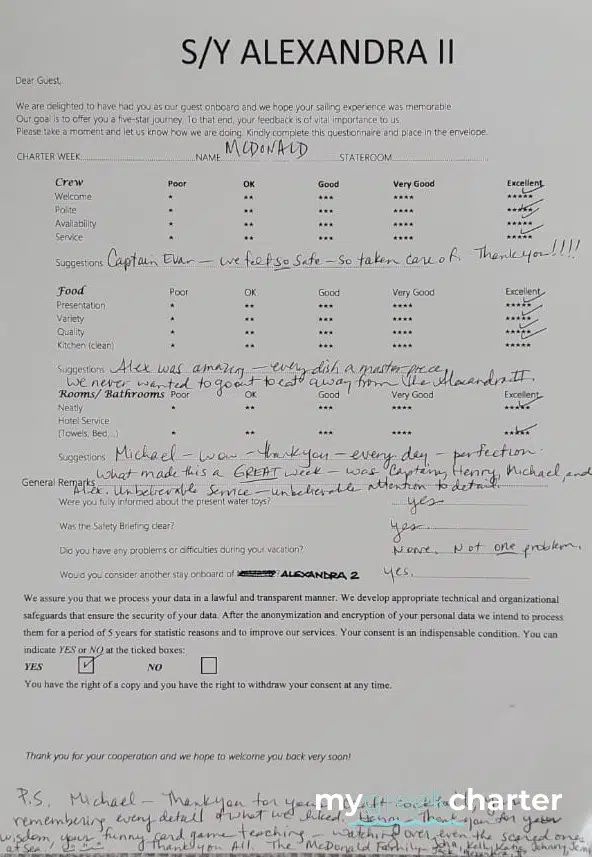 S/Y ALEXANDRA II
Dear Guest,
We are delighted to have had you as our guest onboard and we hope your sailing experience was memorable
Our goal is to offer you a five-star journey. To that end, your feedback is of vital importance to us.
Please take a moment and let us know how we are doing. Kindly complete this questionnaire and place in the envelope.
CHARTER WEEK NAME MCDONALD STATEROOM
Crew Poor OK Good Very Good Excellent
Welcome * ** *** **** *****
Polite * ** *** **** *****
Availability * ** *** **** *****
Service * ** *** **** *****
Suggestions Captain Evan – we feel so safe – so taken care of. Thank you!!!!
Food Poor OK Good Very Good Excellent
Presentation * ** *** **** *****
Variety * ** *** **** *****
Quality * ** *** **** *****
Kitchen (clean) * ** *** **** *****
Suggestions Alex was amazing – every dish a masterpiece.
We never wanted to go out to eat away from the Alexandra II.
Rooms/ Bathrooms Poor OK Good Very Good Excellent
Neatly * ** *** **** *****
Hotel Service
(Towels, Bed,...) * ** *** **** *****
Suggestions Michael – wow – thank you – every day – perfection.
What made this a GREAT week – was Captain, Henry, Michael, and
General Remarks Alex. Unbelievable Service – unbelievable attention to detail.
Were you fully informed about the present water toys? yes
Was the Safety Briefing clear? yes
Did you have any problems or difficulties during your vacation? None. Not one problem.
Would you consider another stay onboard of ALEXANDRA 2 yes.
We assure you that we process your data in a lawful and transparent manner. We develop appropriate technical and organizational
safeguards that ensure the security of your data. After the anonymization and encryption of your personal data we intend to process
them for a period of 5 years for statistic reasons and to improve our services. Your consent is an indispensable condition. You can
indicate YES or NO at the ticked boxes:
YES NO
You have the right of a copy and you have the right to withdraw your consent at any time.
Thank you for your cooperation and we hope to welcome you back very soon!
P.S. Michael – Thank you for
remembering every detail of what we liked. Henry – Thank you for your
wisdom, your funny card game teaching – watching over even the scared ones
at sea! Thank you All. The McDonald Family – John, Kelly, Katie, Johnny,
my greek charter